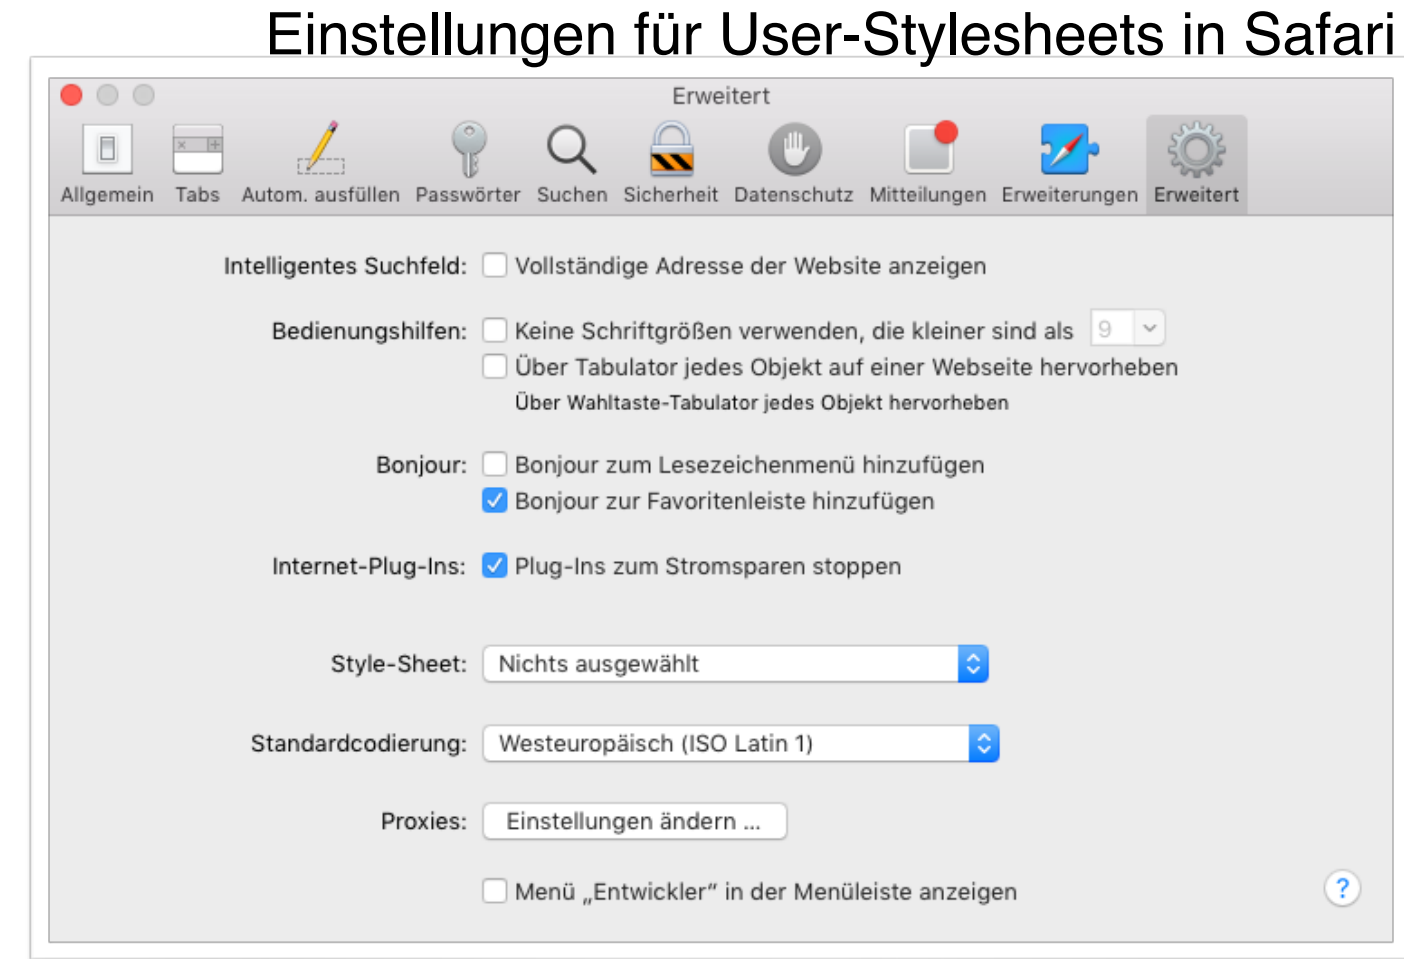 Einstellungen für User-Stylesheets in Safari
Erweitert
Allgemein Tabs Autom. ausfüllen Passwörter Suchen Sicherheit Datenschutz Mitteilungen Erweiterungen Erweitert
Intelligentes Suchfeld: Vollständige Adresse der Website anzeigen
Bedienungshilfen: Keine Schriftgrößen verwenden, die kleiner sind als 9
Über Tabulator jedes Objekt auf einer Webseite hervorheben
Über Wahltaste-Tabulator jedes Objekt hervorheben
Bonjour: Bonjour zum Lesezeichenmenü hinzufügen
Bonjour zur Favoritenleiste hinzufügen
Internet-Plug-Ins: Plug-Ins zum Stromsparen stoppen
Style-Sheet: Nichts ausgewählt
Standardcodierung: Westeuropäisch (ISO Latin 1)
Proxies: Einstellungen ändern ...
Menü „Entwickler“ in der Menüleiste anzeigen
?